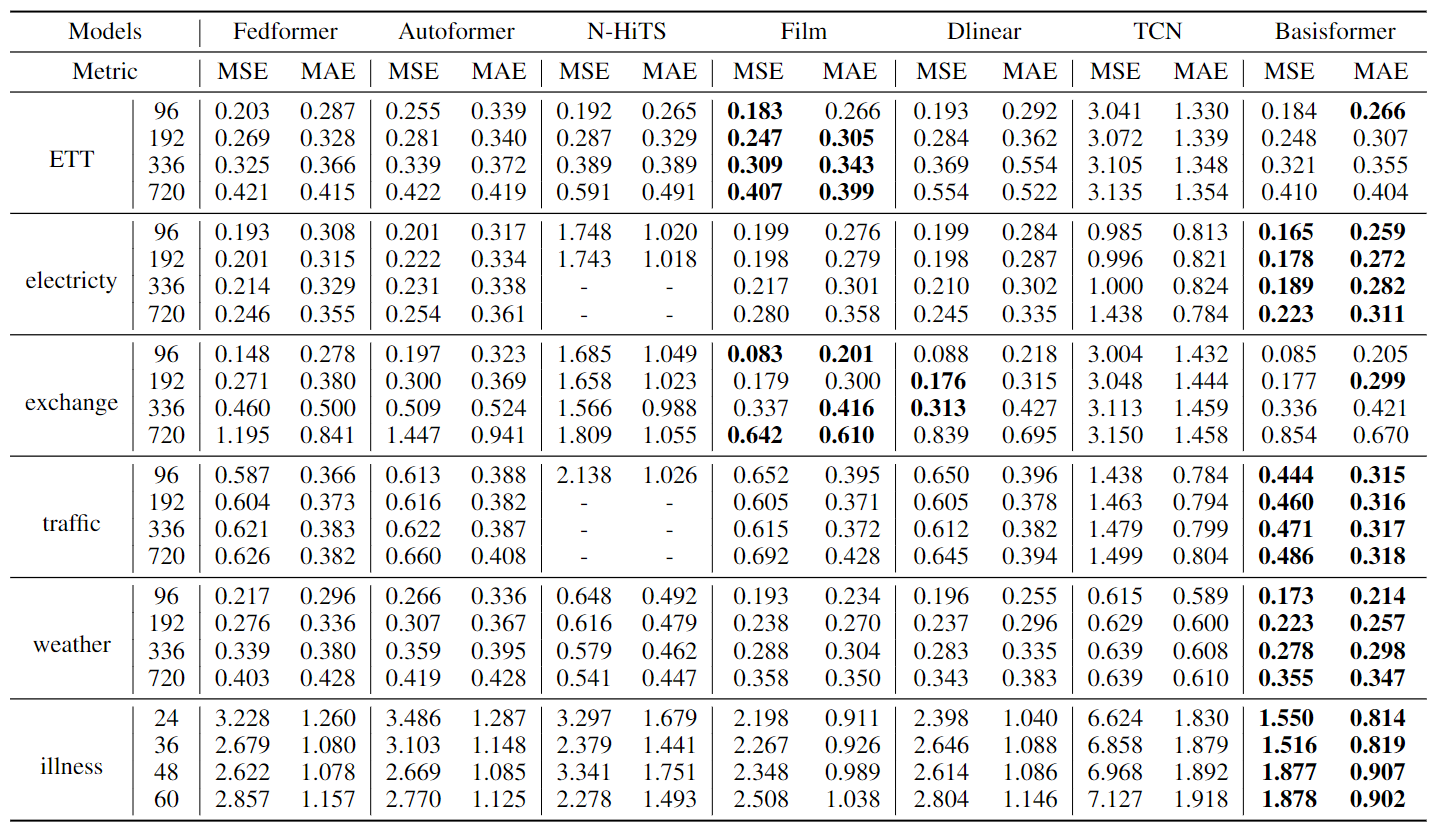 Models Fedformer Autoformer N-HiTS Film Dlinear TCN Basisformer
Metric MSE MAE MSE MAE MSE MAE MSE MAE MSE MAE MSE MAE MSE MAE
96 0.203 0.287 0.255 0.339 0.192 0.265 0.183 0.266 0.193 0.292 3.041 1.330 0.184 0.266
192 0.269 0.328 0.281 0.340 0.287 0.329 0.247 0.305 0.284 0.362 3.072 1.339 0.248 0.307
ETT
336 0.325 0.366 0.339 0.372 0.389 0.389 0.309 0.343 0.369 0.554 3.105 1.348 0.321 0.355
720 0.421 0.415 0.422 0.419 0.591 0.491 0.407 0.399 0.554 0.522 3.135 1.354 0.410 0.404
96 0.193 0.308 0.201 0.317 1.748 1.020 0.199 0.276 0.199 0.284 0.985 0.813 0.165 0.259
192 0.201 0.315 0.222 0.334 1.743 1.018 0.198 0.279 0.198 0.287 0.996 0.821 0.178 0.272
electricty
336 0.214 0.329 0.231 0.338 - - 0.217 0.301 0.210 0.302 1.000 0.824 0.189 0.282
720 0.246 0.355 0.254 0.361 - - 0.280 0.358 0.245 0.335 1.438 0.784 0.223 0.311
96 0.148 0.278 0.197 0.323 1.685 1.049 0.083 0.201 0.088 0.218 3.004 1.432 0.085 0.205
192 0.271 0.380 0.300 0.369 1.658 1.023 0.179 0.300 0.176 0.315 3.048 1.444 0.177 0.299
exchange
336 0.460 0.500 0.509 0.524 1.566 0.988 0.337 0.416 0.313 0.427 3.113 1.459 0.336 0.421
720 1.195 0.841 1.447 0.941 1.809 1.055 0.642 0.610 0.839 0.695 3.150 1.458 0.854 0.670
96 0.587 0.366 0.613 0.388 2.138 1.026 0.652 0.395 0.650 0.396 1.438 0.784 0.444 0.315
192 0.604 0.373 0.616 0.382 - - 0.605 0.371 0.605 0.378 1.463 0.794 0.460 0.316
traffic
336 0.621 0.383 0.622 0.387 - - 0.615 0.372 0.612 0.382 1.479 0.799 0.471 0.317
720 0.626 0.382 0.660 0.408 - - 0.692 0.428 0.645 0.394 1.499 0.804 0.486 0.318
96 0.217 0.296 0.266 0.336 0.648 0.492 0.193 0.234 0.196 0.255 0.615 0.589 0.173 0.214
192 0.276 0.336 0.307 0.367 0.616 0.479 0.238 0.270 0.237 0.296 0.629 0.600 0.223 0.257
weather
336 0.339 0.380 0.359 0.395 0.579 0.462 0.288 0.304 0.283 0.335 0.639 0.608 0.278 0.298
720 0.403 0.428 0.419 0.428 0.541 0.447 0.358 0.350 0.343 0.383 0.639 0.610 0.355 0.347
24 3.228 1.260 3.486 1.287 3.297 1.679 2.198 0.911 2.398 1.040 6.624 1.830 1.550 0.814
36 2.679 1.080 3.103 1.148 2.379 1.441 2.267 0.926 2.646 1.088 6.858 1.879 1.516 0.819
illness
48 2.622 1.078 2.669 1.085 3.341 1.751 2.348 0.989 2.614 1.086 6.968 1.892 1.877 0.907
60 2.857 1.157 2.770 1.125 2.278 1.493 2.508 1.038 2.804 1.146 7.127 1.918 1.878 0.902